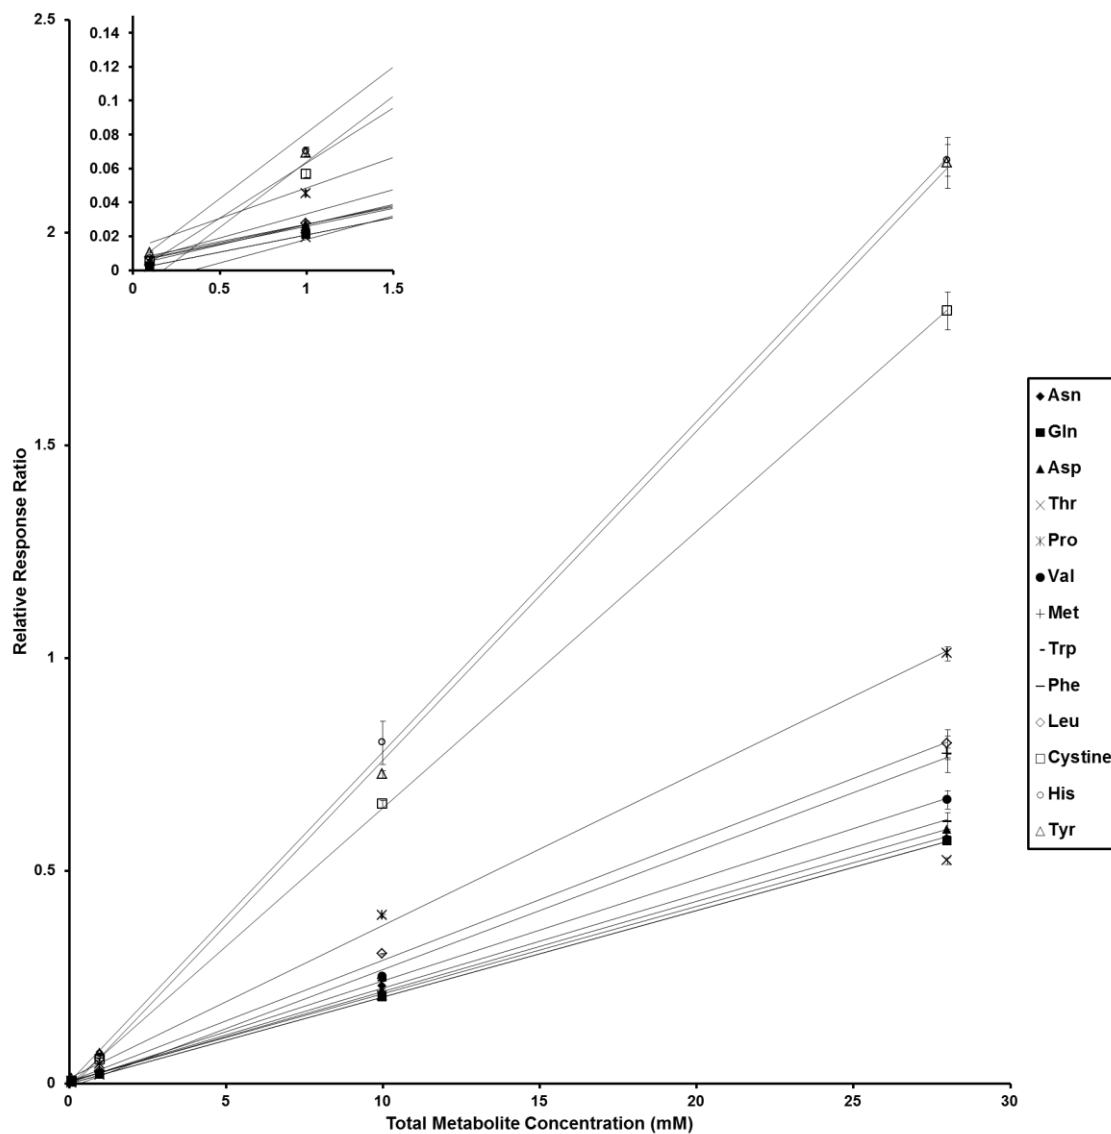 2.5
2
1.5
1
0.5
0
0.14
0.12
0.1
0.08
0.06
0.04
0.02
0
0 0.5 1 1.5
Relative Response Ratio
Asn
Gln
Asp
Thr
Pro
Val
Met
Trp
Phe
Leu
Cystine
His
Tyr
0 5 10 15 20 25 30
Total Metabolite Concentration (mM)